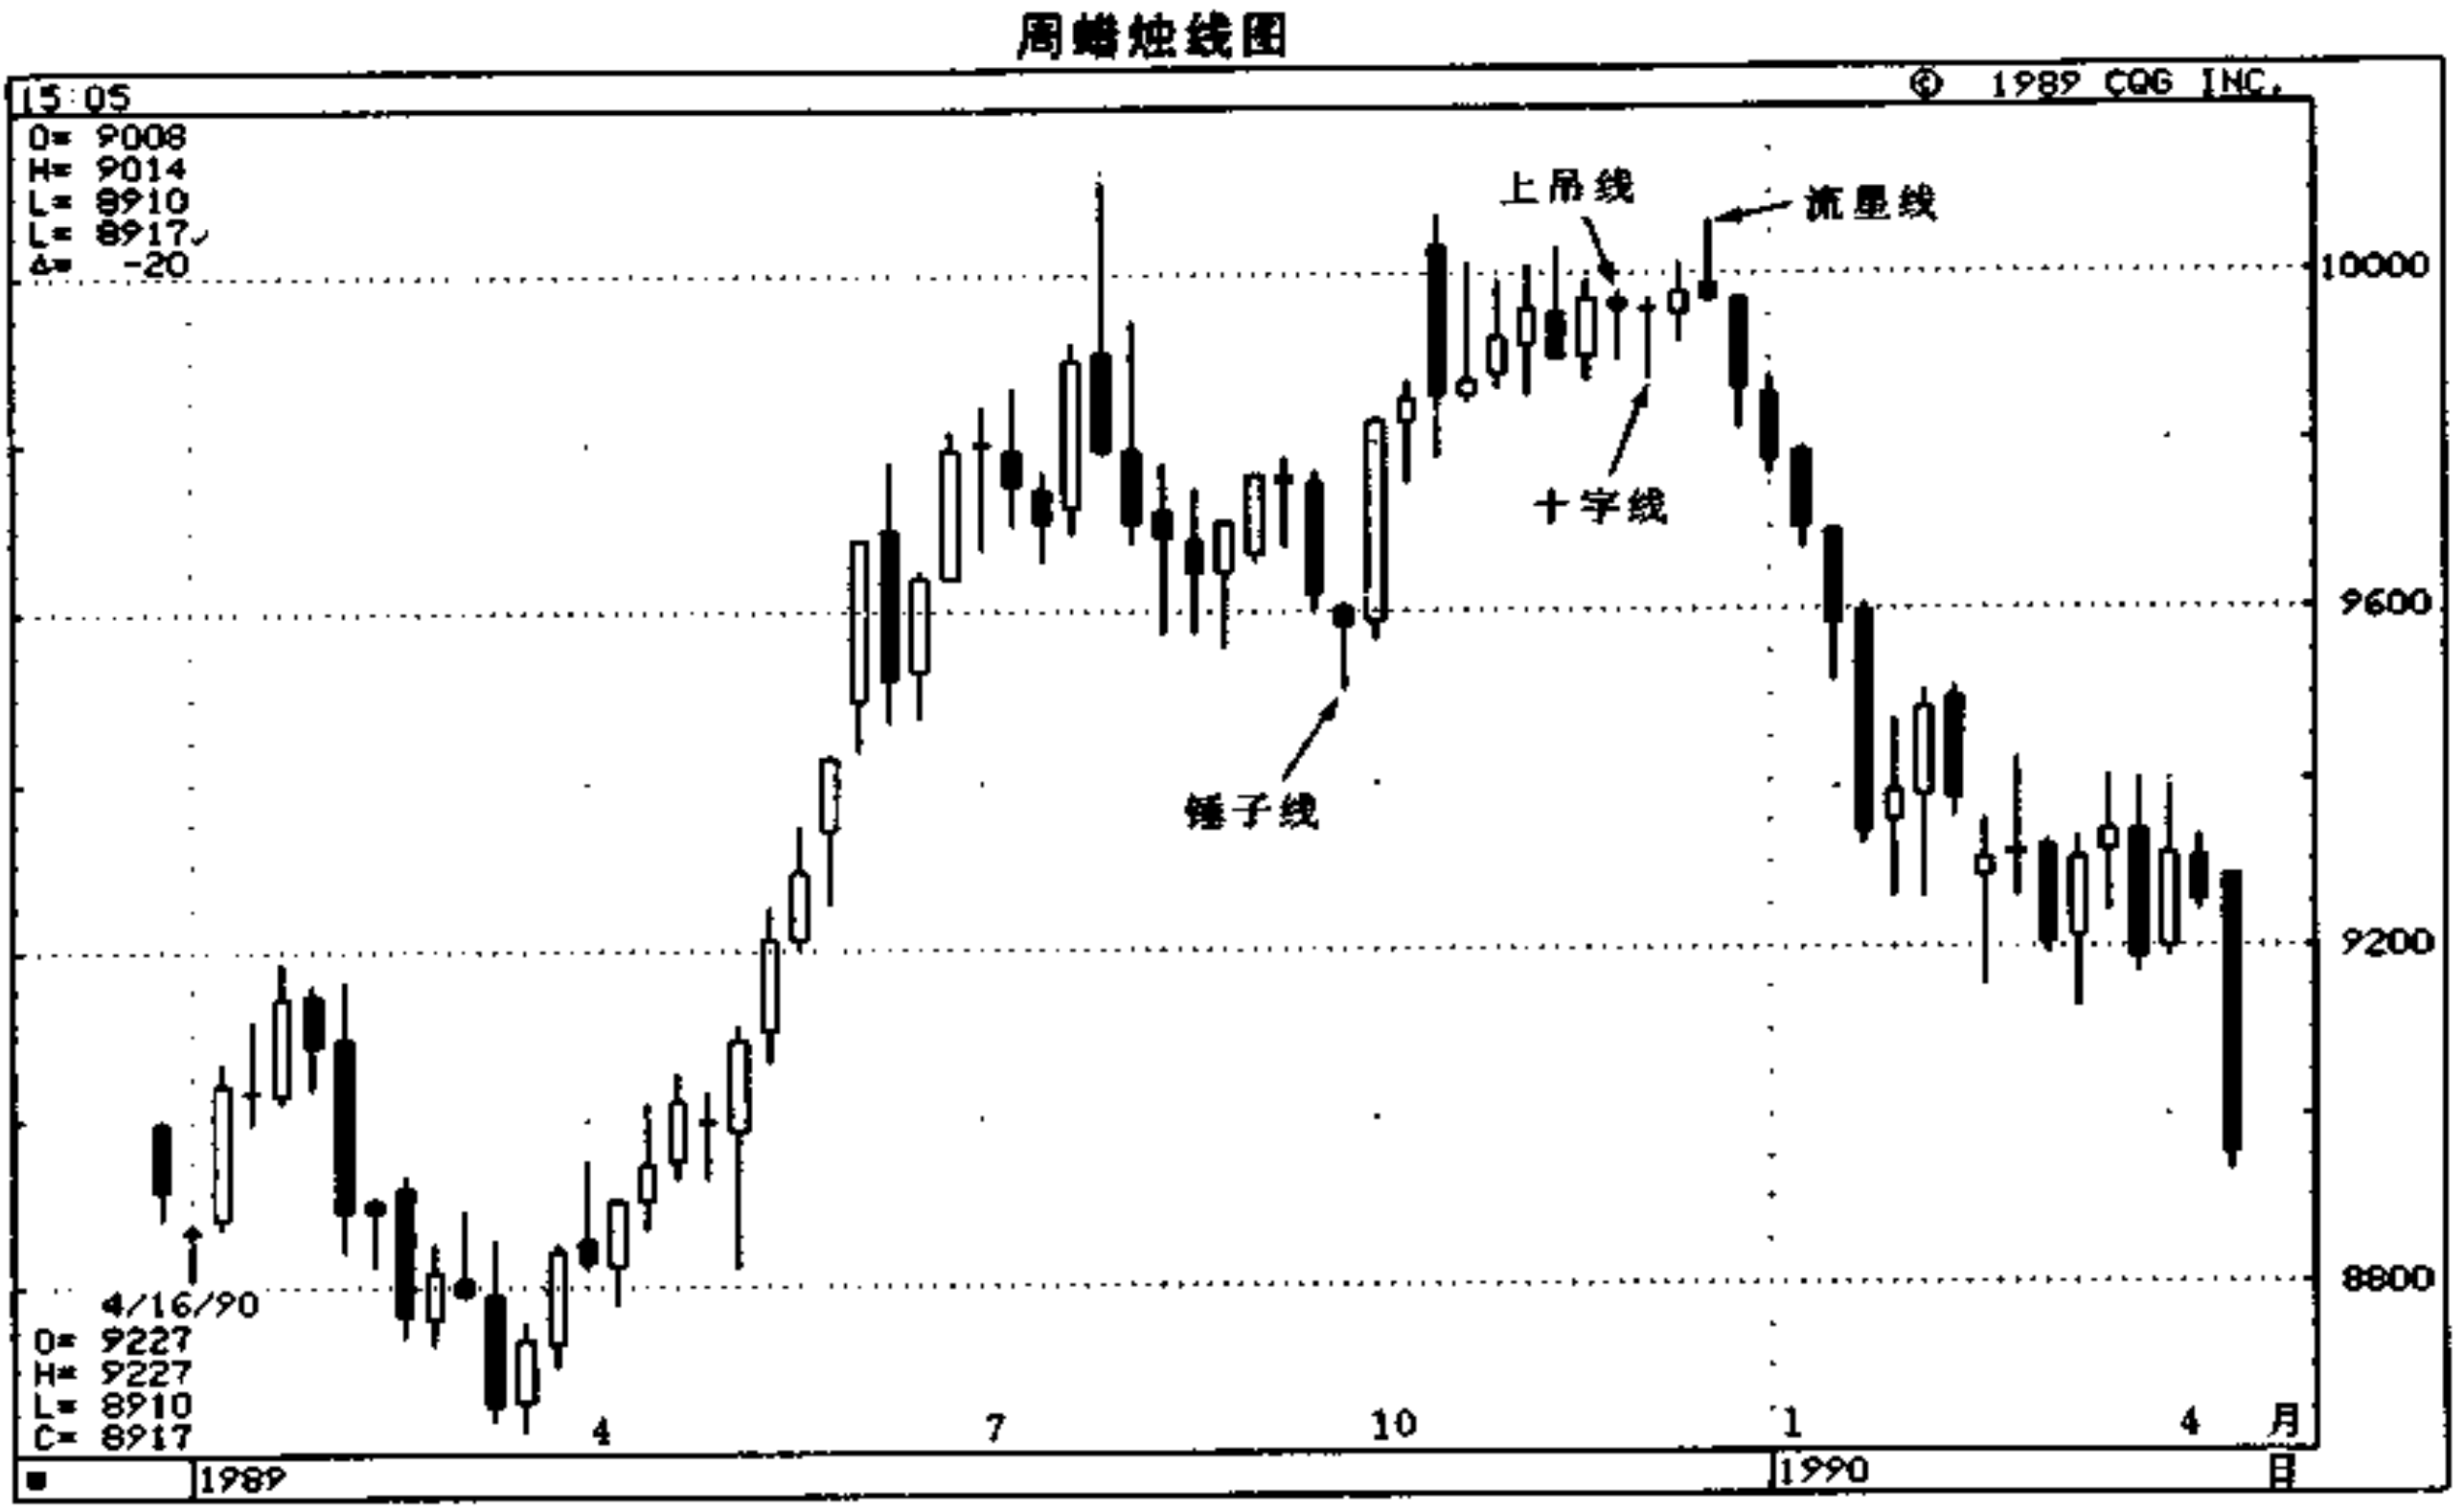 周蜡烛线图
15:05
© 1989 CQG INC.
O= 9008
H= 9014
L= 8910
L= 8917✓
Δ= -20
上吊线
流星线
10000
十字线
9600
锤子线
9200
8800
4/16/90
O= 9227
H= 9227
L= 8910
C= 8917
4 7 10 1 4 月
1989 1990 日